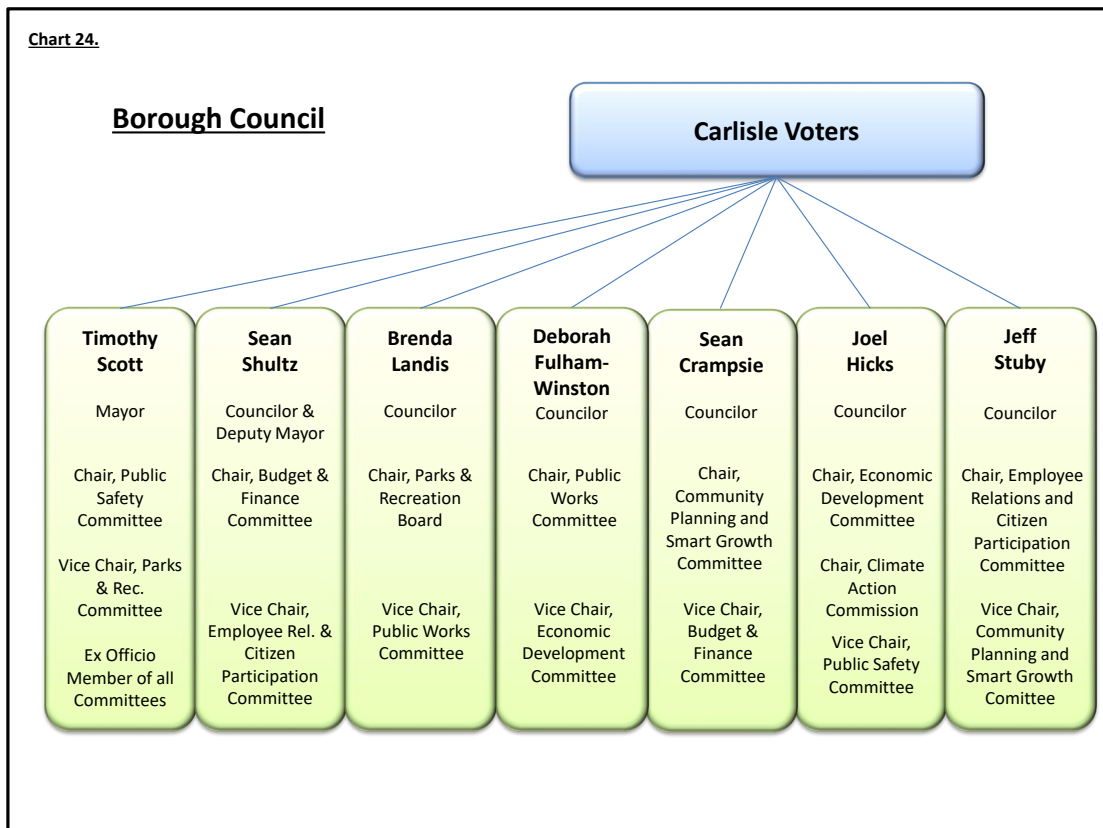 Chart 24.
Borough Council
Carlisle Voters
Timothy
Scott
Mayor
Chair, Public
Safety
Committee
Vice Chair, Parks
& Rec.
Committee
Ex Officio
Member of all
Committees
Sean
Shultz
Councilor &
Deputy Mayor
Chair, Budget &
Finance
Committee
Vice Chair,
Employee Rel. &
Citizen
Participation
Committee
Brenda
Landis
Councilor
Chair, Parks &
Recreation
Board
Vice Chair,
Public Works
Committee
Deborah
Fulham-
Winston
Councilor
Chair, Public
Works
Committee
Vice Chair,
Economic
Development
Committee
Sean
Crampsie
Councilor
Chair,
Community
Planning and
Smart Growth
Committee
Vice Chair,
Budget &
Finance
Committee
Joel
Hicks
Councilor
Chair, Economic
Development
Committee
Chair, Climate
Action
Commission
Vice Chair,
Public Safety
Committee
Jeff
Stuby
Councilor
Chair, Employee
Relations and
Citizen
Participation
Committee
Vice Chair,
Community
Planning and
Smart Growth
Comittee